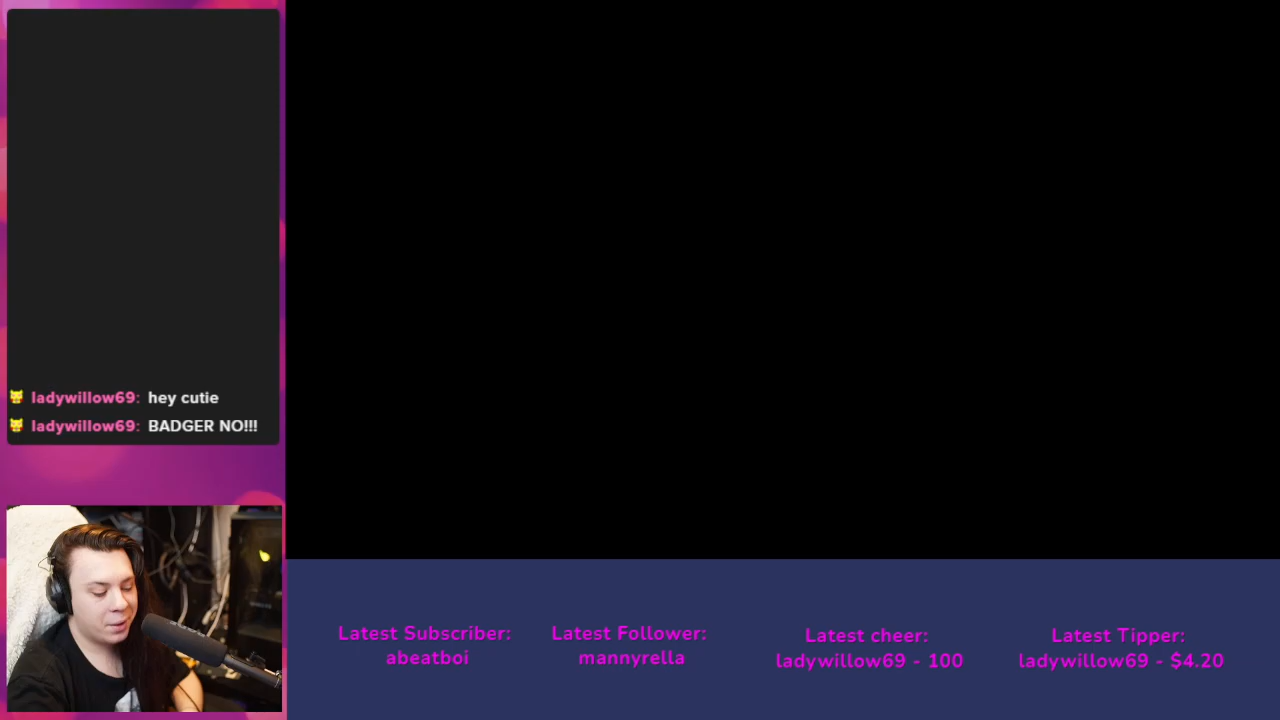 ladywillow69: hey cutie
ladywillow69: BADGER NO!!!
Latest Subscriber:
abeatboi
Latest Follower:
mannyrella
Latest cheer:
ladywillow69 - 100
Latest Tipper:
ladywillow69 - $4.20